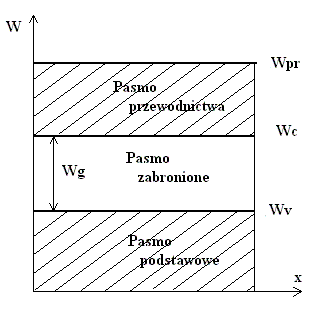 W
Wpr
Pasmo
przewodnictwa
Wc
Pasmo
zabronione
Wg
Wv
Pasmo
podstawowe
x